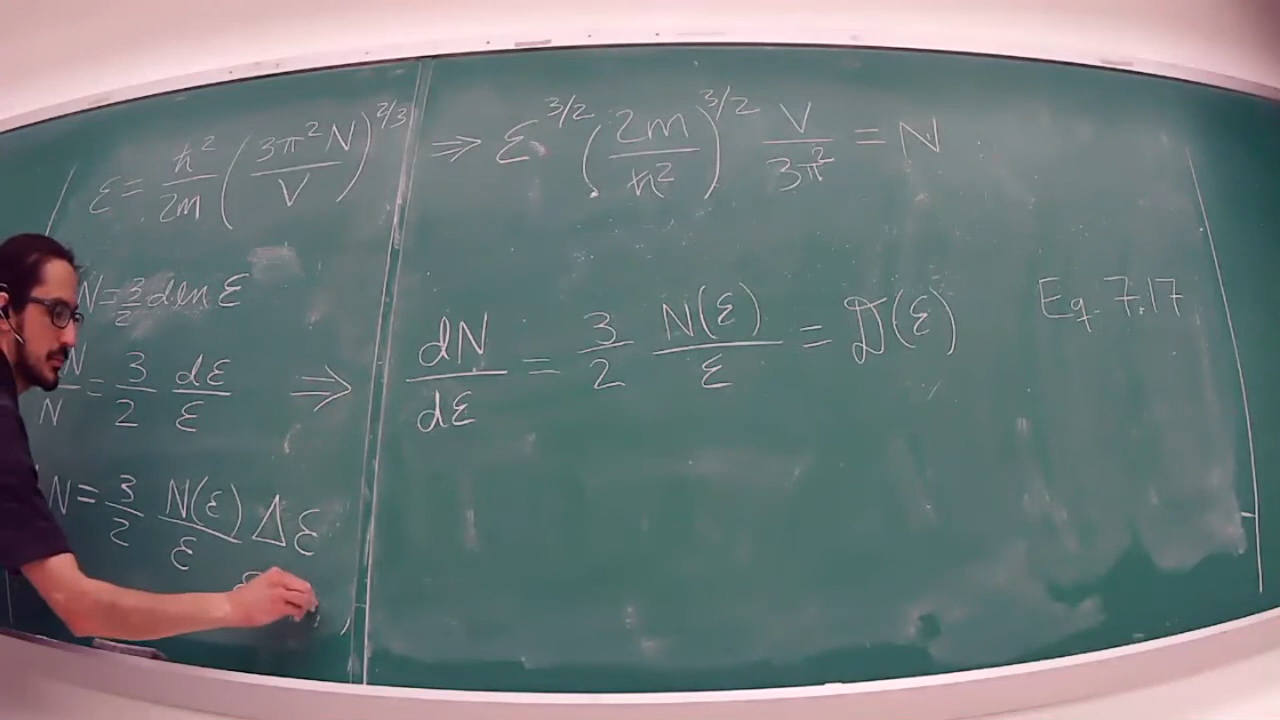 ε = ħ²/2m (3π²N/V)^(2/3) ⇒ ε^(3/2) (2m/ħ²)^(3/2) V/3π² = N
N = 3/2 d ln ε
N/N = 3/2 dε/ε ⇒ dN/dε = 3/2 N(ε)/ε = D(ε) Eq. 7.17
N = 3/2 N(ε)/ε Δε